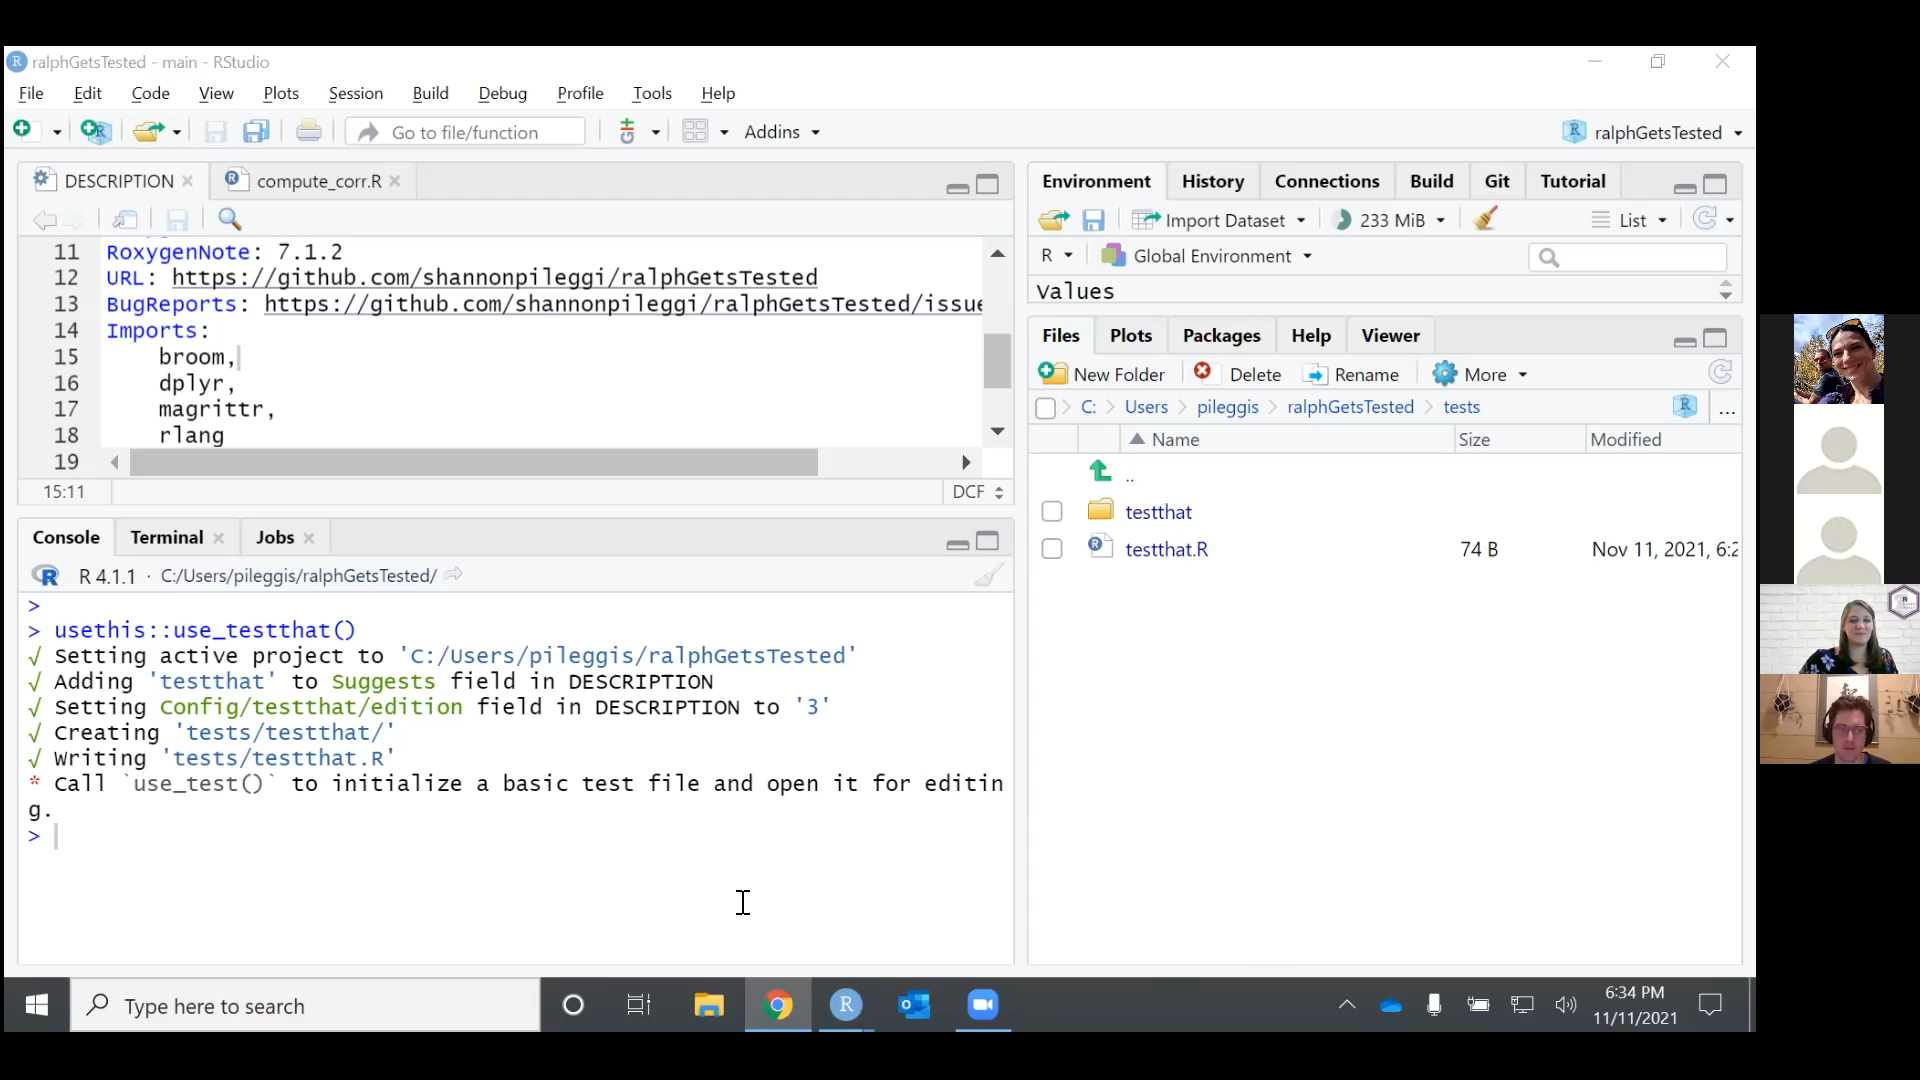 ralphGetsTested - main - RStudio
File Edit Code View Plots Session Build Debug Profile Tools Help
Go to file/function Addins ralphGetsTested
DESCRIPTION compute_corr.R
11 RoxygenNote: 7.1.2
12 URL: https://github.com/shannonpileggi/ralphGetsTested
13 BugReports: https://github.com/shannonpileggi/ralphGetsTested/issue
14 Imports:
15 broom,
16 dplyr,
17 magrittr,
18 rlang
19
15:11 DCF
Console Terminal Jobs
R 4.1.1 · C:/Users/pileggis/ralphGetsTested/
>
> usethis::use_testthat()
√ Setting active project to 'C:/Users/pileggis/ralphGetsTested'
√ Adding 'testthat' to Suggests field in DESCRIPTION
√ Setting Config/testthat/edition field in DESCRIPTION to '3'
√ Creating 'tests/testthat/'
√ Writing 'tests/testthat.R'
* Call `use_test()` to initialize a basic test file and open it for editin
g.
>
Environment History Connections Build Git Tutorial
Import Dataset 233 MiB List
R Global Environment
Values
Files Plots Packages Help Viewer
New Folder Delete Rename More
C: Users pileggis ralphGetsTested tests ...
Name Size Modified
..
testthat
testthat.R 74 B Nov 11, 2021, 6:2
Type here to search
6:34 PM
11/11/2021